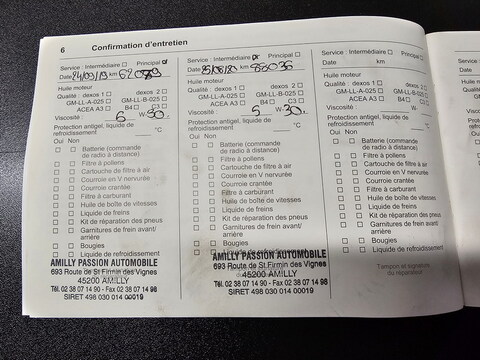 6 Confirmation d'entretien
Service : Intermédiaire Principal
Date 24/09/19 km
Huile moteur
Qualité : dexos 1 dexos 2
GM-LL-A-025 GM-LL-B-025
ACEA A3 B4 C3
Viscosité : 5 W- 30
Protection antigel, liquide de
refroidissement °C
Oui Non
Batterie (commande
de radio à distance)
Filtre à pollens
Cartouche de filtre à air
Courroie en V nervurée
Courroie crantée
Filtre à carburant
Huile de boîte de vitesses
Liquide de freins
Kit de réparation des pneus
Garnitures de frein avant/
arrière
Bougies
Liquide de refroidissement
AMILLY PASSION AUTOMOBILE
693 Route de St.Firmin des Vignes
45200 AMILLY
Tél. 02 38 07 14 90 - Fax 02 38 07 14 98
SIRET 498 030 014 00019
Service : Intermédiaire Principal
Date 25/08/20 km 88036
Huile moteur
Qualité : dexos 1 dexos 2
GM-LL-A-025 GM-LL-B-025
ACEA A3 B4 C3
Viscosité : 5 W- 30
Protection antigel, liquide de
refroidissement °C
Oui Non
Batterie (commande
de radio à distance)
Filtre à pollens
Cartouche de filtre à air
Courroie en V nervurée
Courroie crantée
Filtre à carburant
Huile de boîte de vitesses
Liquide de freins
Kit de réparation des pneus
Garnitures de frein avant/
arrière
Bougies
Liquide de refroidissement
AMILLY PASSION AUTOMOBILE
693 Route de St.Firmin des Vignes
45200 AMILLY
Tél. 02 38 07 14 90 - Fax 02 38 07 14 98
SIRET 498 030 014 00019
Service : Intermédiaire Principal
Date km
Huile moteur
Qualité : dexos 1 dexos 2
GM-LL-A-025 GM-LL-B-025
ACEA A3 B4 C3
Viscosité : W-
Protection antigel, liquide de
refroidissement °C
Oui Non
Batterie (commande
de radio à distance)
Filtre à pollens
Cartouche de filtre à air
Courroie en V nervurée
Courroie crantée
Filtre à carburant
Huile de boîte de vitesses
Liquide de freins
Kit de réparation des pneus
Garnitures de frein avant/
arrière
Bougies
Liquide de refroidissement
Tampon et signature
du réparateur